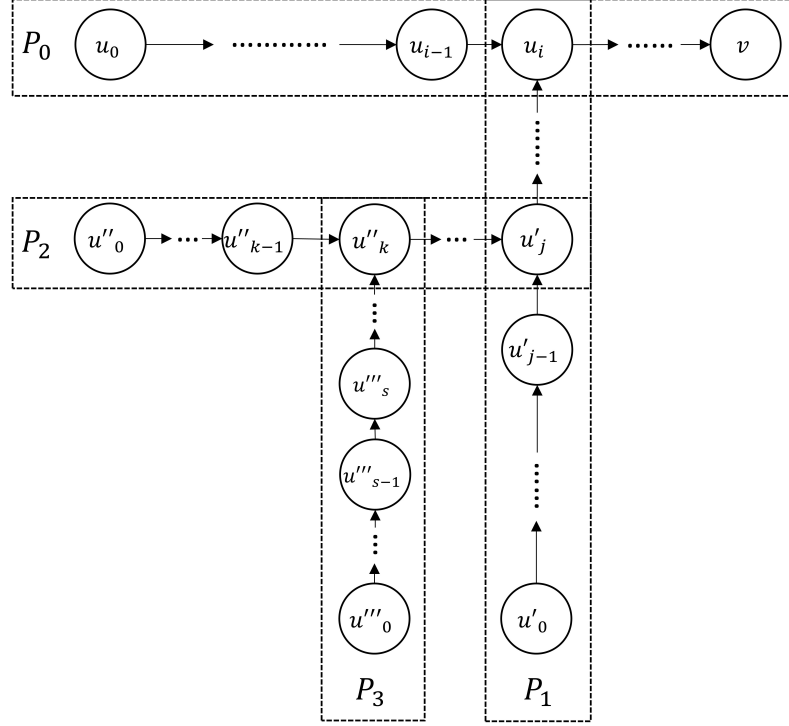 P₀ u₀ ............ uᵢ₋₁ uᵢ ...... v
P₂ u″₀ ... u″ₖ₋₁ u″ₖ ... u′ⱼ
u′ⱼ₋₁
u‴ₛ
u‴ₛ₋₁
u‴₀ u′₀
P₃ P₁